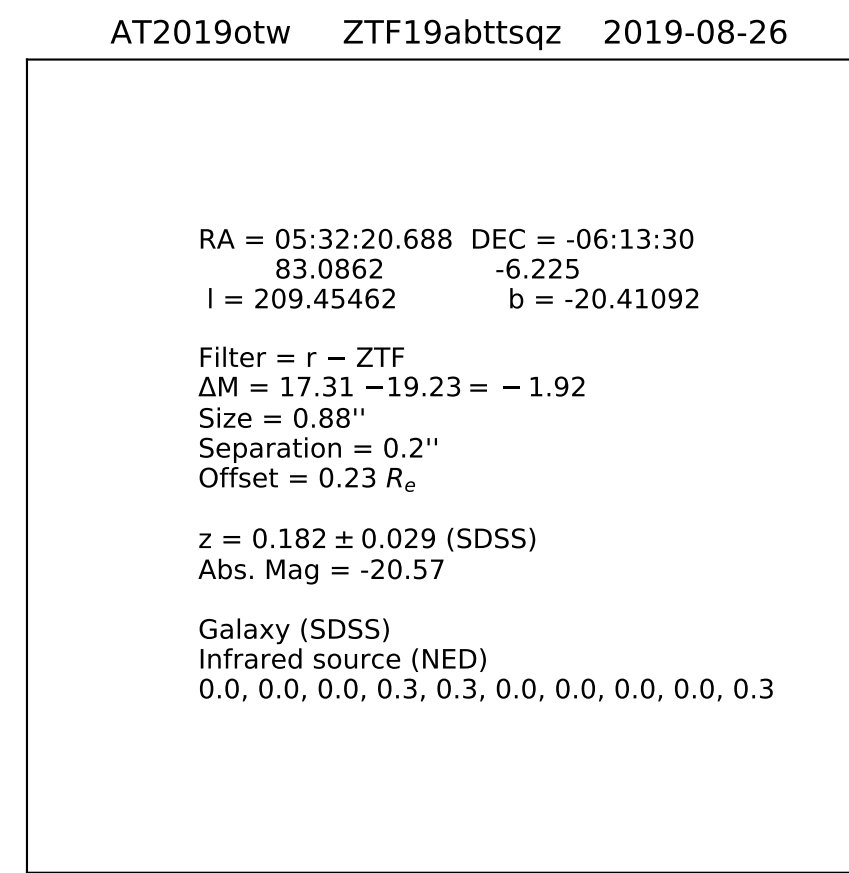 AT2019otw ZTF19abttsqz 2019-08-26
RA = 05:32:20.688 DEC = -06:13:30
83.0862 -6.225
l = 209.45462 b = -20.41092
Filter = r − ZTF
ΔM = 17.31 −19.23 = − 1.92
Size = 0.88''
Separation = 0.2''
Offset = 0.23 Re
z = 0.182 ± 0.029 (SDSS)
Abs. Mag = -20.57
Galaxy (SDSS)
Infrared source (NED)
0.0, 0.0, 0.0, 0.3, 0.3, 0.0, 0.0, 0.0, 0.0, 0.3